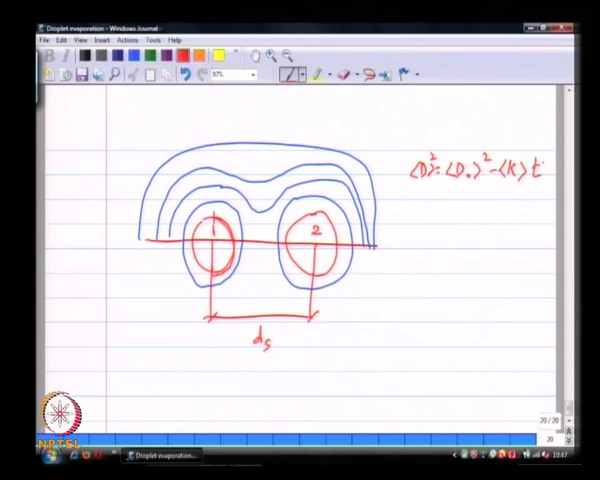 Droplet evaporation - Windows Journal
File Edit View Insert Actions Tools Help
97%
⟨D⟩² = ⟨D₀⟩² - ⟨K⟩ t
1
2
d_s
20 / 20
20
NPTEL
Droplet evaporation...
10:47